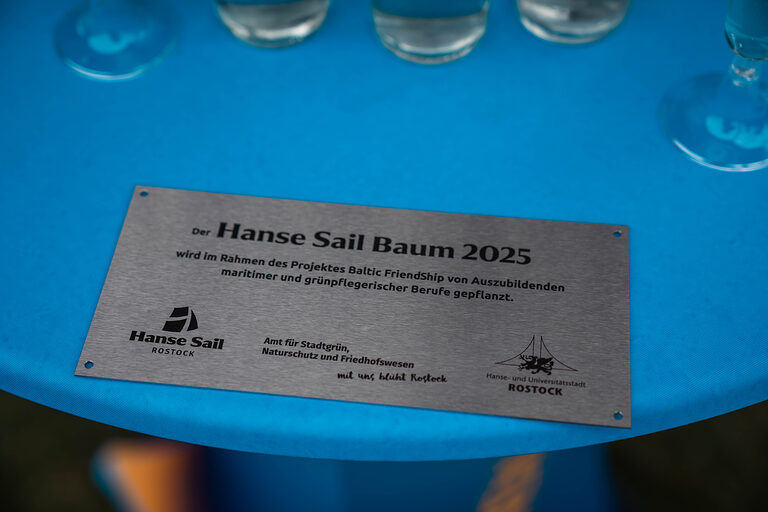 Der Hanse Sail Baum 2025
wird im Rahmen des Projektes Baltic FriendShip von Auszubildenden
maritimer und grünpflegerischer Berufe gepflanzt.
Hanse Sail
ROSTOCK
Amt für Stadtgrün,
Naturschutz und Friedhofswesen
mit uns blüht Rostock
Hanse- und Universitätsstadt
ROSTOCK